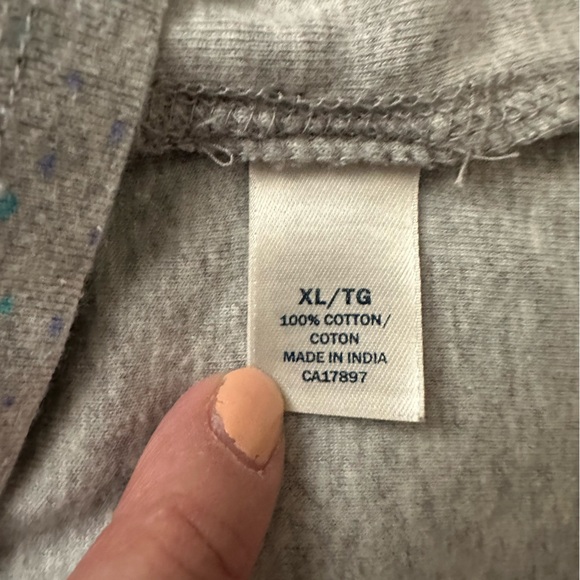 XL/TG
100% COTTON/
COTON
MADE IN INDIA
CA17897